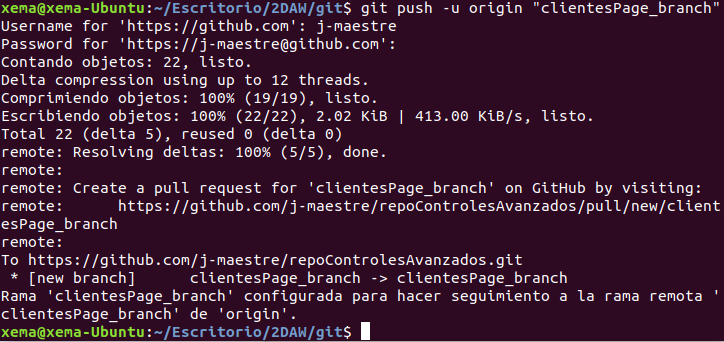 xema@xema-Ubuntu:~/Escritorio/2DAW/git$ git push -u origin "clientesPage_branch"
Username for 'https://github.com': j-maestre
Password for 'https://j-maestre@github.com':
Contando objetos: 22, listo.
Delta compression using up to 12 threads.
Comprimiendo objetos: 100% (19/19), listo.
Escribiendo objetos: 100% (22/22), 2.02 KiB | 413.00 KiB/s, listo.
Total 22 (delta 5), reused 0 (delta 0)
remote: Resolving deltas: 100% (5/5), done.
remote:
remote: Create a pull request for 'clientesPage_branch' on GitHub by visiting:
remote:      https://github.com/j-maestre/repoControlesAvanzados/pull/new/client
esPage_branch
remote:
To https://github.com/j-maestre/repoControlesAvanzados.git
 * [new branch]      clientesPage_branch -> clientesPage_branch
Rama 'clientesPage_branch' configurada para hacer seguimiento a la rama remota '
clientesPage_branch' de 'origin'.
xema@xema-Ubuntu:~/Escritorio/2DAW/git$